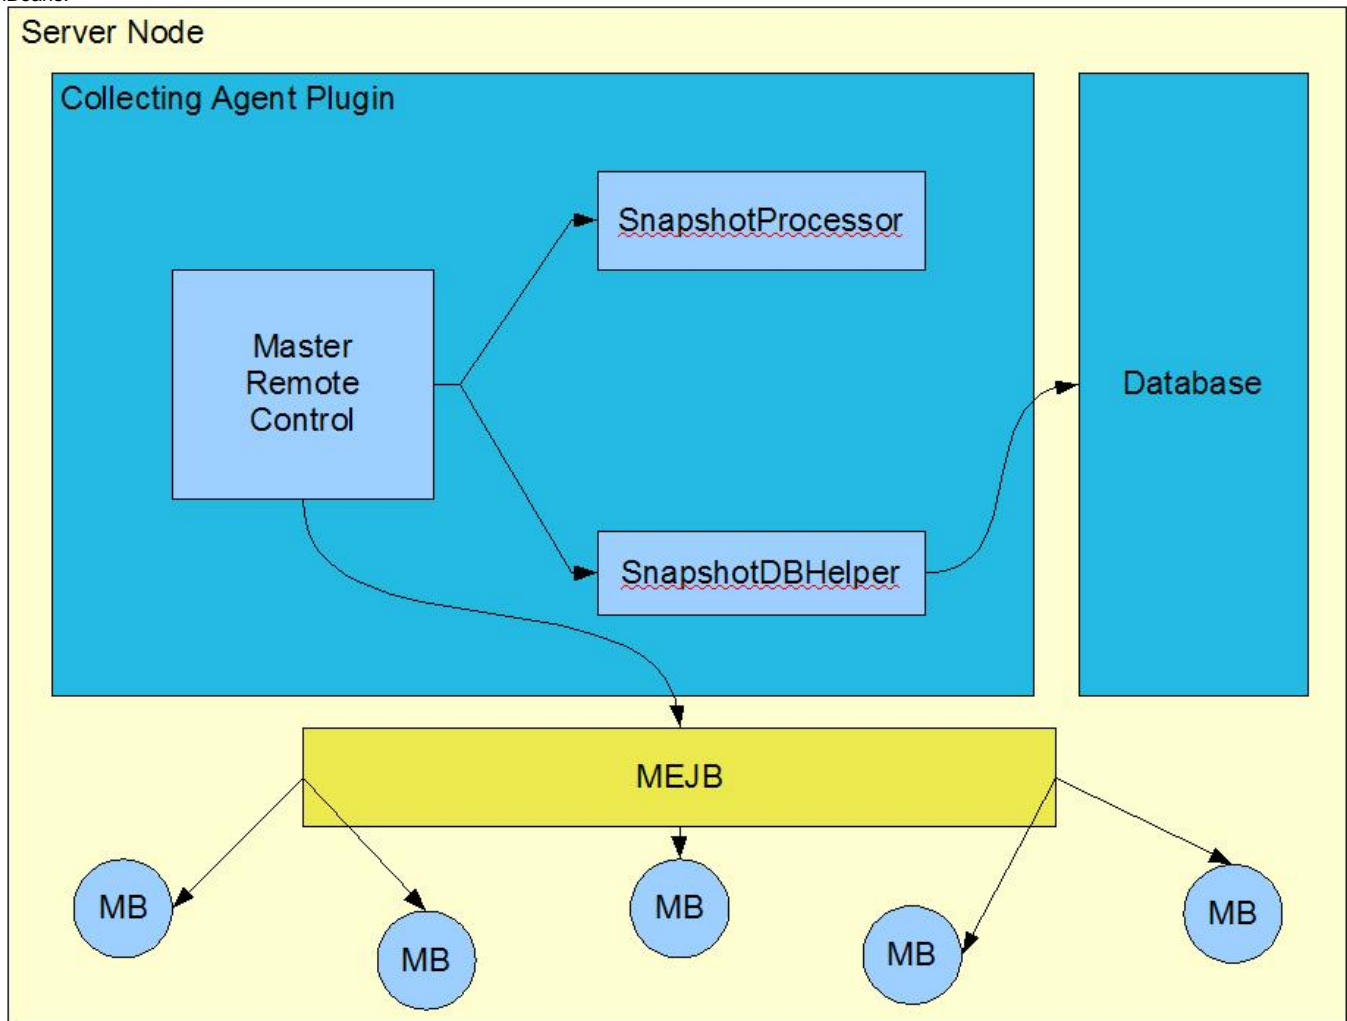 Server Node
Collecting Agent Plugin
SnapshotProcessor
Master
Remote
Control
Database
SnapshotDBHelper
MEJB
MB
MB
MB
MB
MB